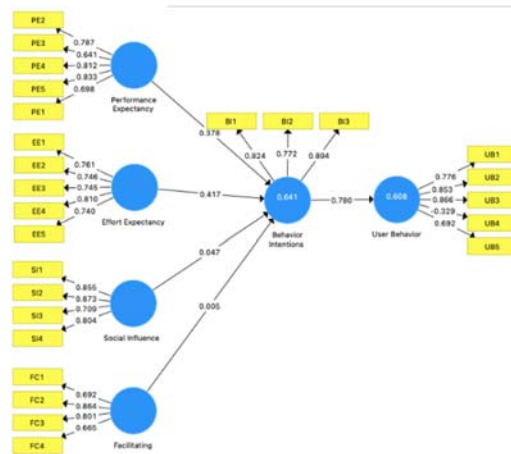 PE2
PE3
PE4
PE5
PE1
0.787
0.641
0.812
0.833
0.698
Performance
Expectancy
0.378
BI1
BI2
BI3
0.824
0.772
0.894
EE1
EE2
EE3
EE4
EE5
0.761
0.746
0.745
0.810
0.740
Effort Expectancy
0.417
0.641
Behavior
Intentions
0.780
0.608
User Behavior
0.776
0.853
0.866
-0.329
0.692
UB1
UB2
UB3
UB4
UB5
SI1
SI2
SI3
SI4
0.855
0.873
0.709
0.804
Social Influence
0.047
0.005
FC1
FC2
FC3
FC4
0.692
0.864
0.801
0.665
Facilitating